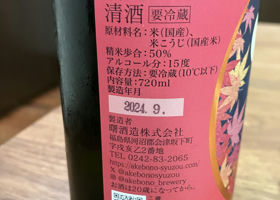 清酒 要冷蔵
原材料名：米(国産)、
米こうじ(国産米)
精米歩合：50%
アルコール分：15度
保存方法：要冷蔵(10℃以下)
内容量：720ml
製造年月
2024.9.
製造者
曙酒造株式会社
福島県河沼郡会津坂下町
字戌亥乙2番地
TEL 0242-83-2065
akebono-syuzou.com/
@akebonosyuzou
@akebono_brewery
お酒は20歳になってから。